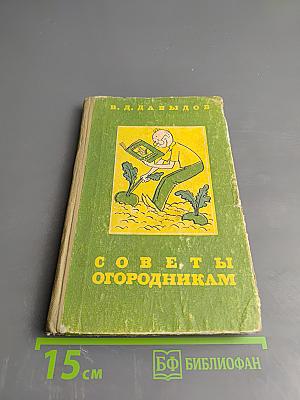 В. Д. ДАВЫДОВ
СОВЕТЫ
ОГОРОДНИКАМ
15 см
БФ БИБЛИОФАН